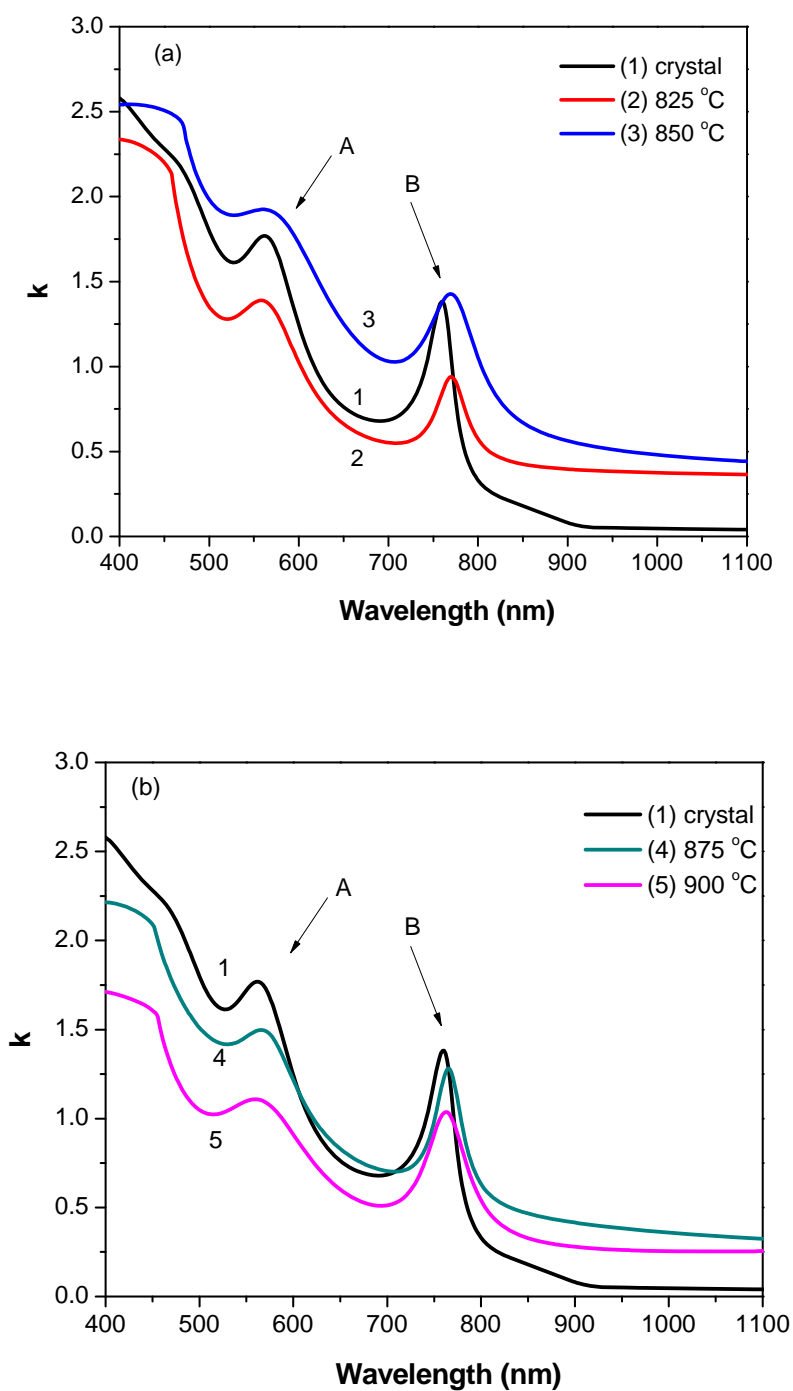 (a)
(1) crystal
(2) 825 °C
(3) 850 °C
A
B
3
1
2
3.0
2.5
2.0
1.5
1.0
0.5
0.0
k
400 500 600 700 800 900 1000 1100
Wavelength (nm)
(b)
(1) crystal
(4) 875 °C
(5) 900 °C
A
B
1
4
5
3.0
2.5
2.0
1.5
1.0
0.5
0.0
k
400 500 600 700 800 900 1000 1100
Wavelength (nm)